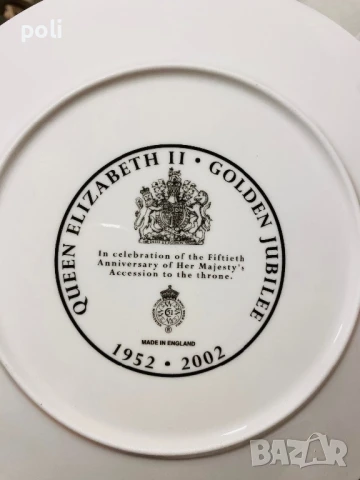 poli
QUEEN ELIZABETH II • GOLDEN JUBILEE
In celebration of the Fiftieth
Anniversary of Her Majesty's
Accession to the throne.
MADE IN ENGLAND
1952 • 2002
BAZAR
bg